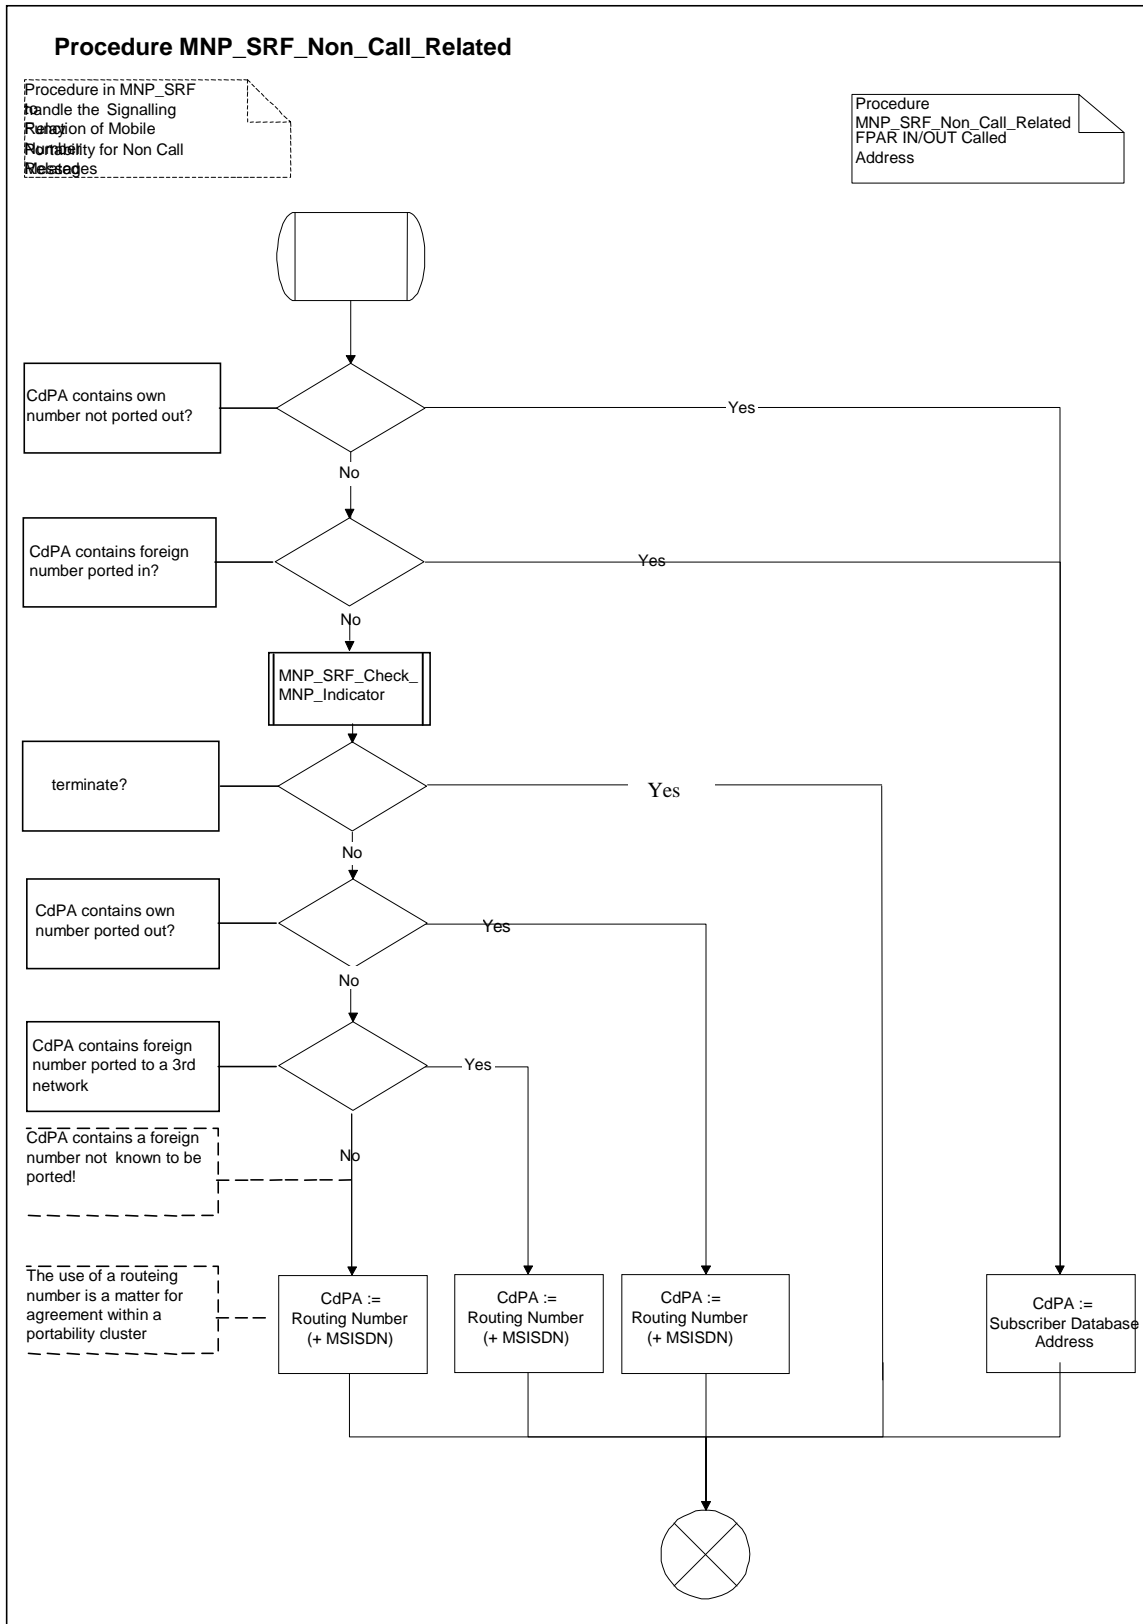 Procedure MNP_SRF_Non_Call_Related
Procedure in MNP_SRF
handle the Signalling
Function of Mobile
Portability for Non Call
Messages
Procedure
MNP_SRF_Non_Call_Related
FPAR IN/OUT Called
Address
CdPA contains own
number not ported out?
Yes
No
CdPA contains foreign
number ported in?
Yes
No
MNP_SRF_Check_
MNP_Indicator
terminate?
Yes
No
CdPA contains own
number ported out?
Yes
No
CdPA contains foreign
number ported to a 3rd
network
Yes
CdPA contains a foreign
number not known to be
ported!
No
The use of a routeing
number is a matter for
agreement within a
portability cluster
CdPA :=
Routing Number
(+ MSISDN)
CdPA :=
Routing Number
(+ MSISDN)
CdPA :=
Routing Number
(+ MSISDN)
CdPA :=
Subscriber Database
Address